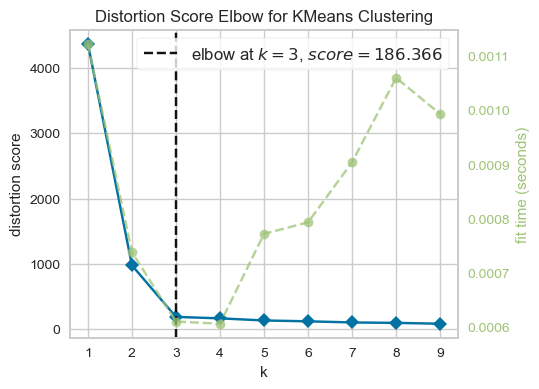 Distortion Score Elbow for KMeans Clustering
elbow at k = 3, score = 186.366
distortion score
4000
3000
2000
1000
0
1 2 3 4 5 6 7 8 9
k
0.0011
0.0010
0.0009
0.0008
0.0007
0.0006
fit time (seconds)